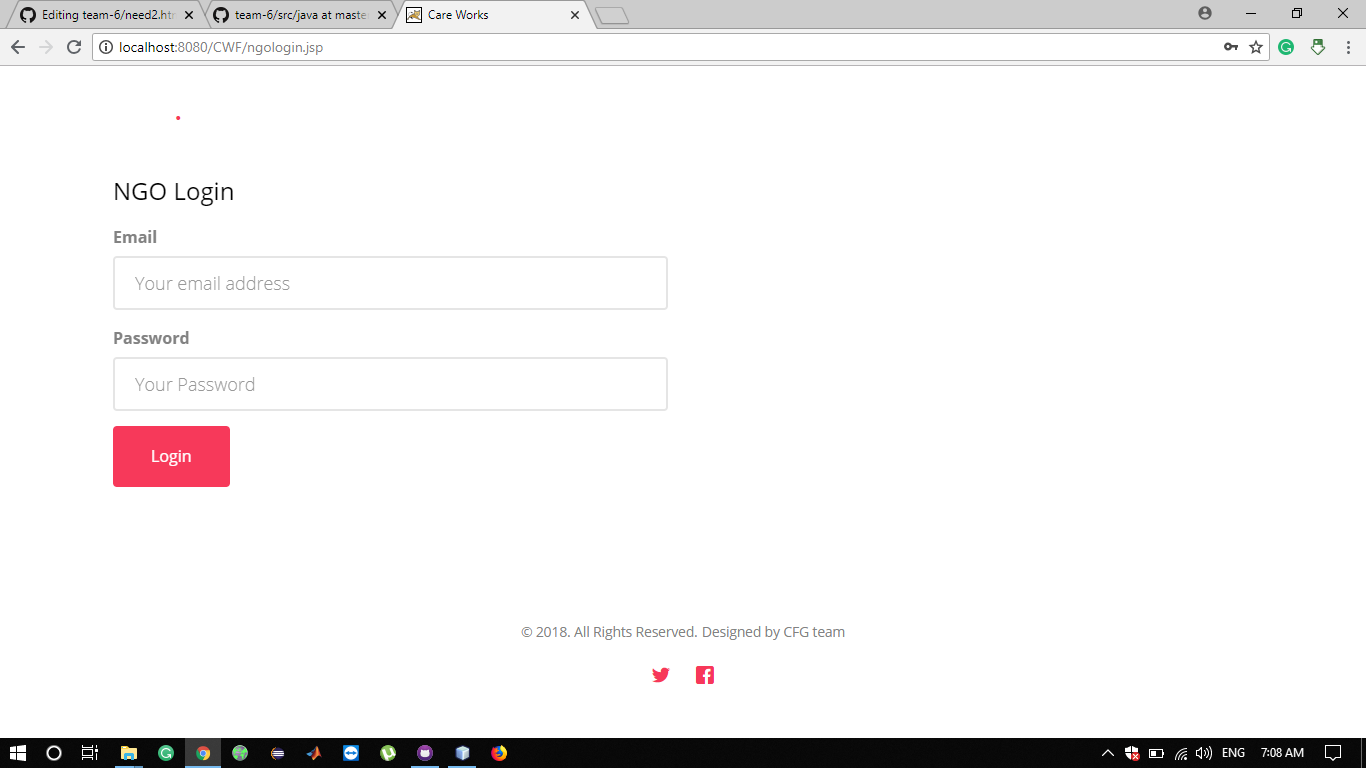 Editing team-6/need2.htm
team-6/src/java at master
Care Works
localhost:8080/CWF/ngologin.jsp
NGO Login
Email
Your email address
Password
Your Password
Login
© 2018. All Rights Reserved. Designed by CFG team
ENG
7:08 AM